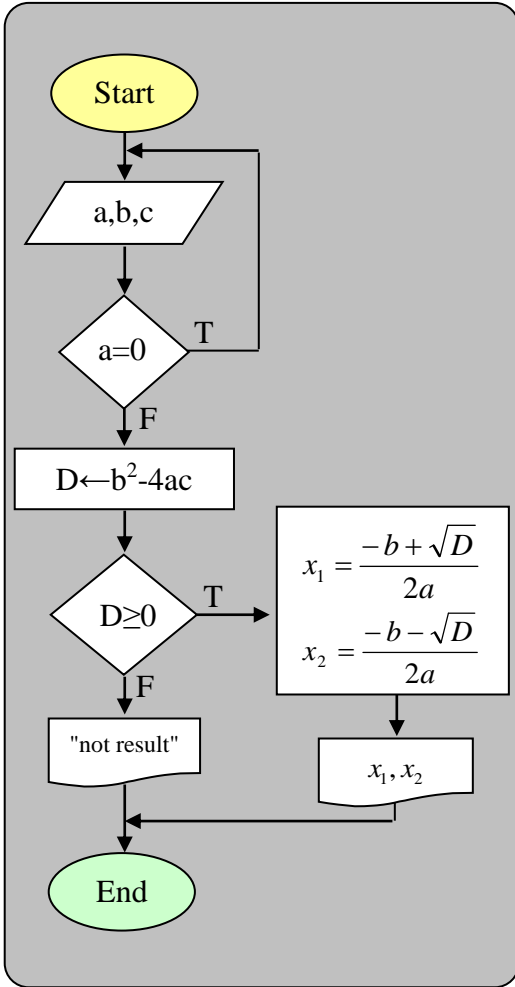 Start
a,b,c
a=0
T
F
D←b²-4ac
D≥0
T
F
x₁ = (-b + √D) / 2a
x₂ = (-b - √D) / 2a
"not result"
x₁, x₂
End